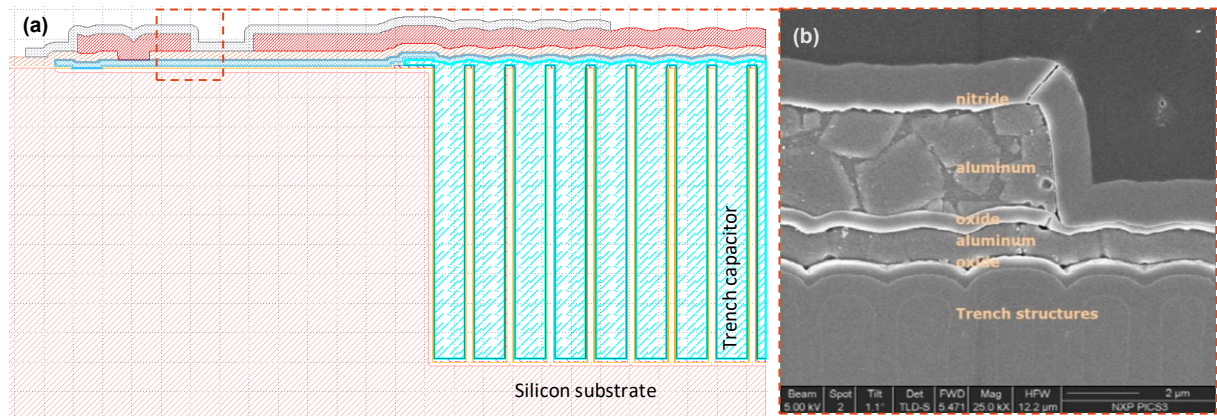 (a)
Trench capacitor
Silicon substrate
(b)
nitride
aluminum
oxide
aluminum
oxide
Trench structures
Beam Spot Tilt Det FWD Mag HFW 2 µm
5.00 kV 2 1.1° TLD-S 5.471 25.0 kX 12.2 µm NXP PICS3